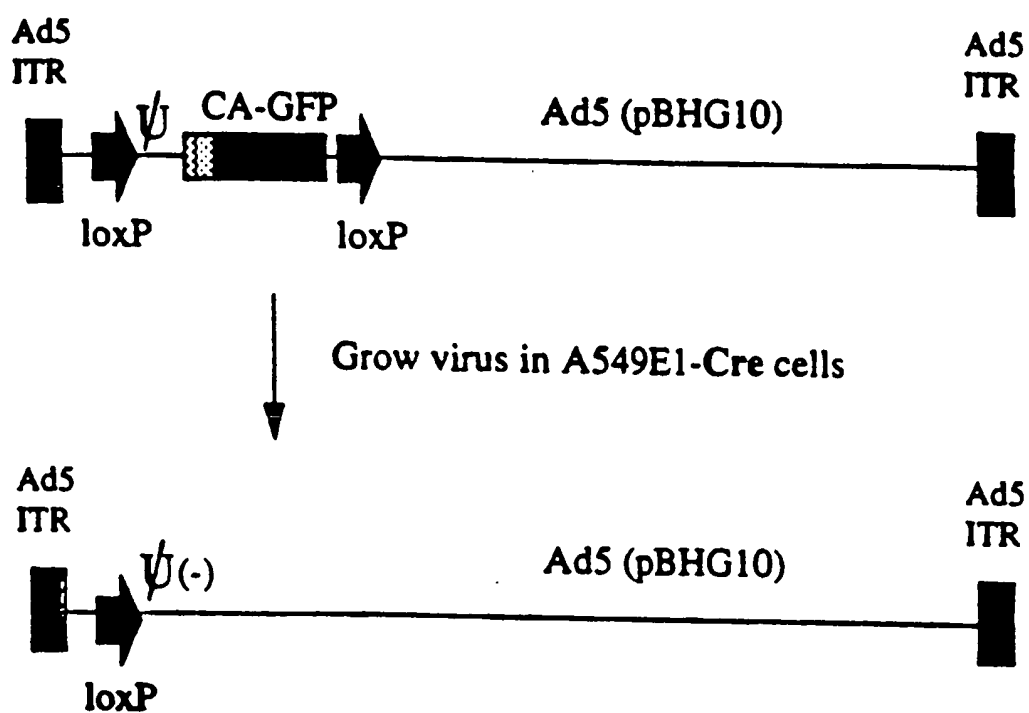 Ad5
ITR
Ad5
ITR
ψ
CA-GFP
Ad5 (pBHG10)
loxP
loxP
Grow virus in A549E1-Cre cells
Ad5
ITR
Ad5
ITR
ψ(-)
Ad5 (pBHG10)
loxP